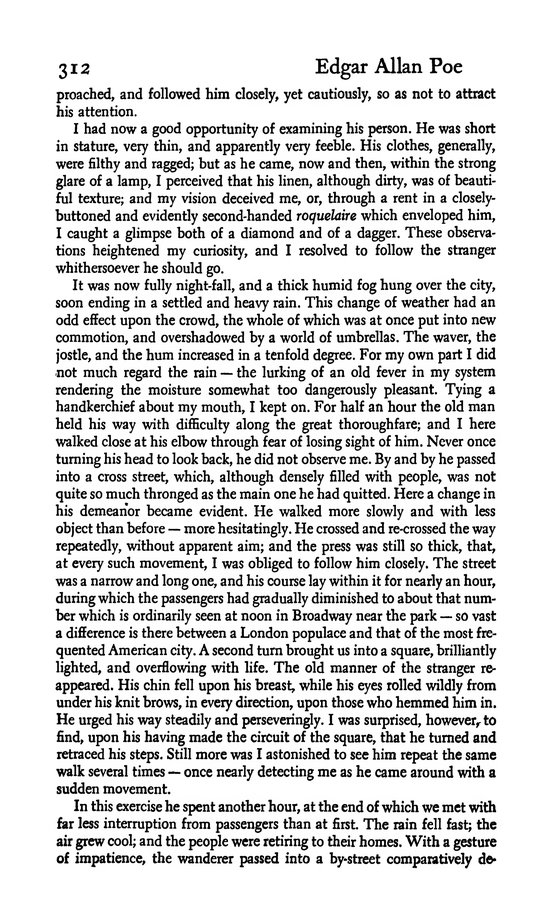 312 Edgar Allan Poe
proached, and followed him closely, yet cautiously, so as not to attract
his attention.
I had now a good opportunity of examining his person. He was short
in stature, very thin, and apparently very feeble. His clothes, generally,
were filthy and ragged; but as he came, now and then, within the strong
glare of a lamp, I perceived that his linen, although dirty, was of beauti-
ful texture; and my vision deceived me, or, through a rent in a closely-
buttoned and evidently second-handed roquelaire which enveloped him,
I caught a glimpse both of a diamond and of a dagger. These observa-
tions heightened my curiosity, and I resolved to follow the stranger
whithersoever he should go.
It was now fully night-fall, and a thick humid fog hung over the city,
soon ending in a settled and heavy rain. This change of weather had an
odd effect upon the crowd, the whole of which was at once put into new
commotion, and overshadowed by a world of umbrellas. The waver, the
jostle, and the hum increased in a tenfold degree. For my own part I did
not much regard the rain — the lurking of an old fever in my system
rendering the moisture somewhat too dangerously pleasant. Tying a
handkerchief about my mouth, I kept on. For half an hour the old man
held his way with difficulty along the great thoroughfare; and I here
walked close at his elbow through fear of losing sight of him. Never once
turning his head to look back, he did not observe me. By and by he passed
into a cross street, which, although densely filled with people, was not
quite so much thronged as the main one he had quitted. Here a change in
his demeanor became evident. He walked more slowly and with less
object than before — more hesitatingly. He crossed and re-crossed the way
repeatedly, without apparent aim; and the press was still so thick, that,
at every such movement, I was obliged to follow him closely. The street
was a narrow and long one, and his course lay within it for nearly an hour,
during which the passengers had gradually diminished to about that num-
ber which is ordinarily seen at noon in Broadway near the park — so vast
a difference is there between a London populace and that of the most fre-
quented American city. A second turn brought us into a square, brilliantly
lighted, and overflowing with life. The old manner of the stranger re-
appeared. His chin fell upon his breast, while his eyes rolled wildly from
under his knit brows, in every direction, upon those who hemmed him in.
He urged his way steadily and perseveringly. I was surprised, however, to
find, upon his having made the circuit of the square, that he turned and
retraced his steps. Still more was I astonished to see him repeat the same
walk several times — once nearly detecting me as he came around with a
sudden movement.
In this exercise he spent another hour, at the end of which we met with
far less interruption from passengers than at first. The rain fell fast; the
air grew cool; and the people were retiring to their homes. With a gesture
of impatience, the wanderer passed into a by-street comparatively de-